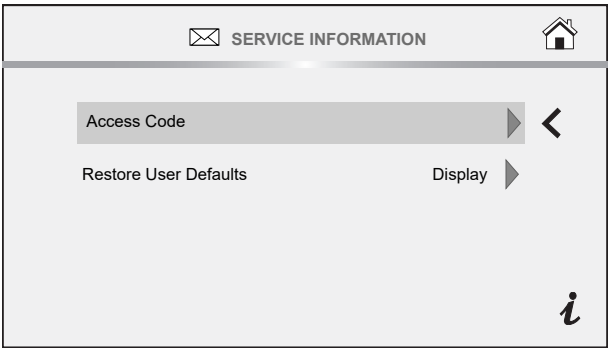 SERVICE INFORMATION
Access Code
Restore User Defaults Display
i